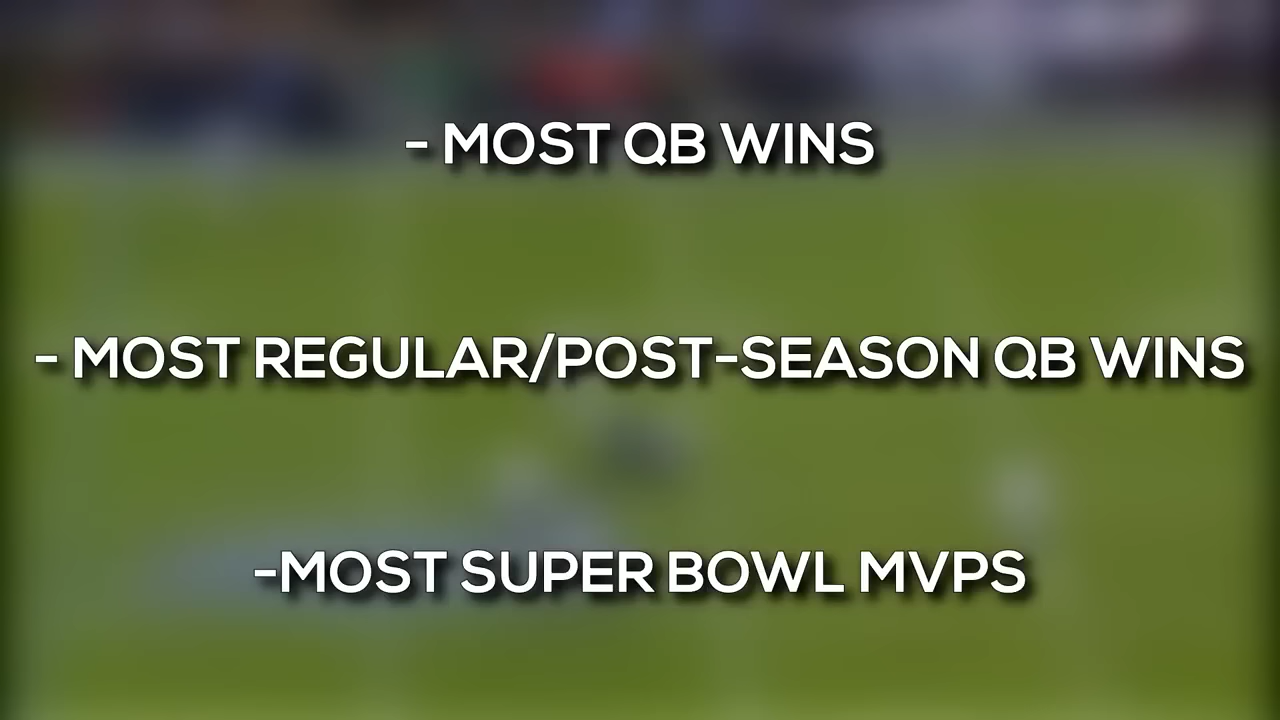 - MOST QB WINS
- MOST REGULAR/POST-SEASON QB WINS
-MOST SUPER BOWL MVPS